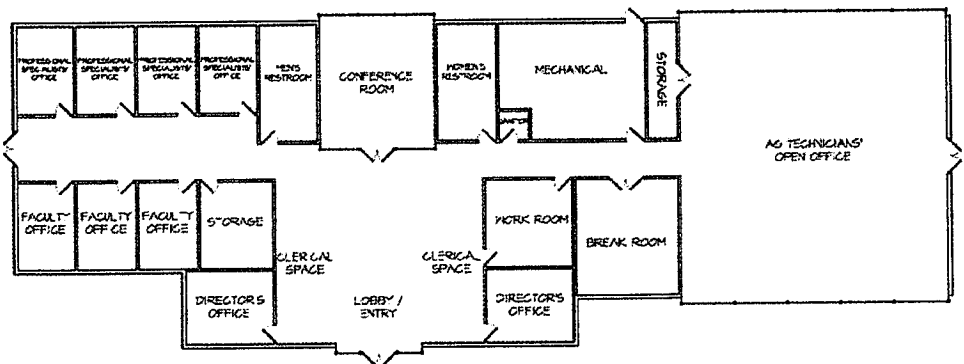 PROFESSIONAL
SPECIALISTS'
OFFICE
PROFESSIONAL
SPECIALISTS'
OFFICE
PROFESSIONAL
SPECIALISTS'
OFFICE
PROFESSIONAL
SPECIALISTS'
OFFICE
MEN'S
RESTROOM
CONFERENCE
ROOM
WOMEN'S
RESTROOM
MECHANICAL
STORAGE
AG TECHNICIANS'
OPEN OFFICE
FACULTY
OFFICE
FACULTY
OFFICE
FACULTY
OFFICE
STORAGE
WORK ROOM
BREAK ROOM
CLERICAL
SPACE
CLERICAL
SPACE
DIRECTOR'S
OFFICE
LOBBY /
ENTRY
DIRECTOR'S
OFFICE